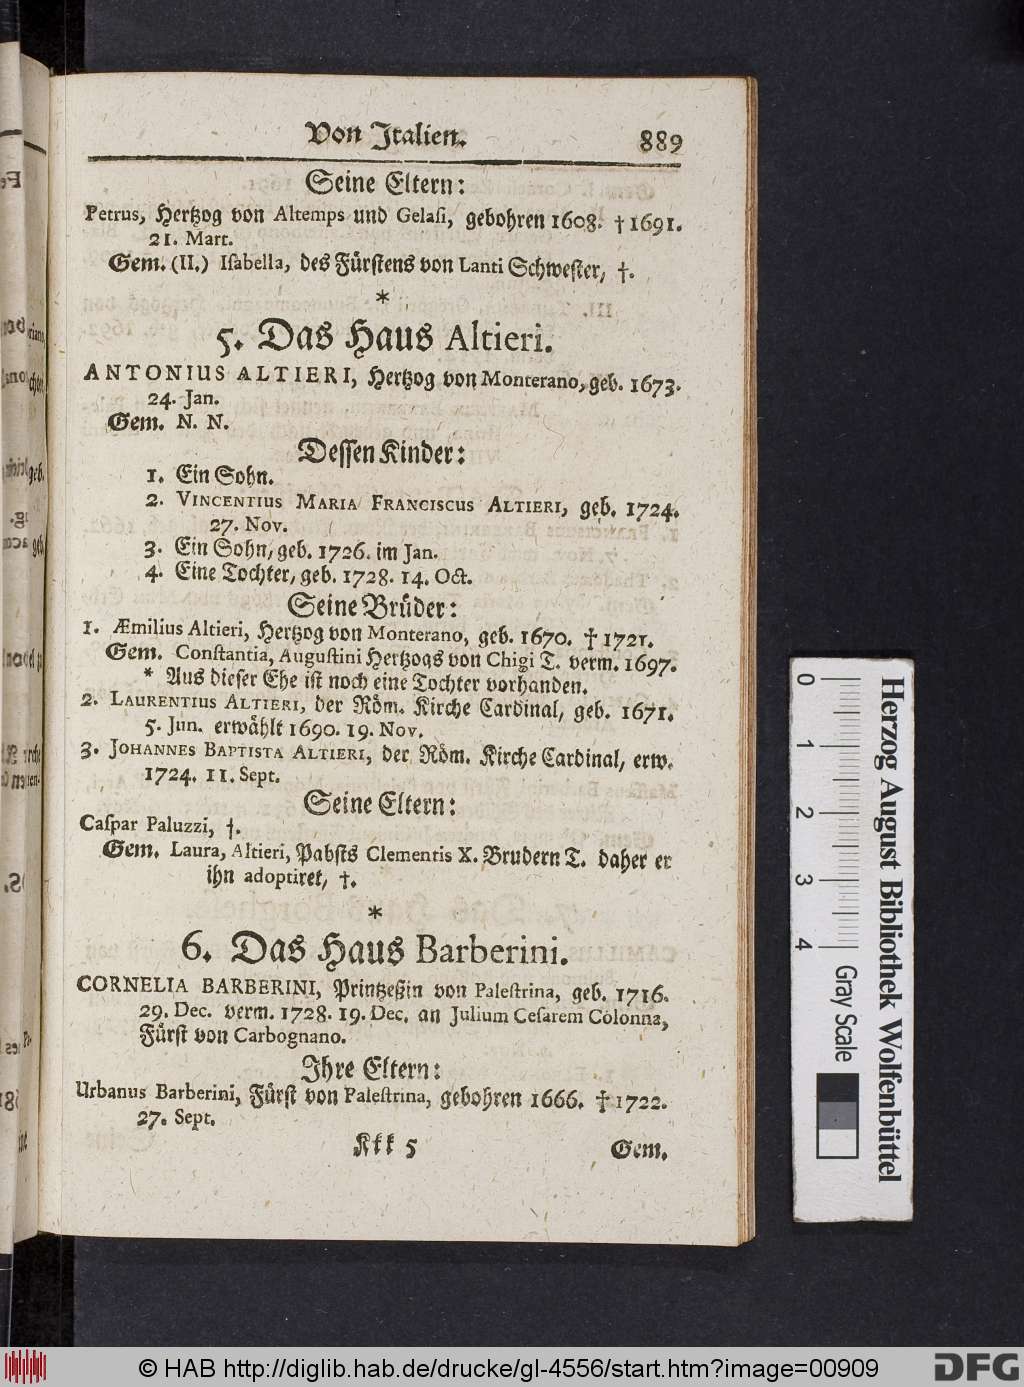 Von Italien. 889
Seine Eltern:
Petrus, Hertzog von Altemps und Gelasi, gebohren 1608. † 1691.
21. Mart.
Gem. (II.) Isabella, des Fürstens von Lanti Schwester, †.
*
5. Das Haus Altieri.
ANTONIUS ALTIERI, Hertzog von Monterano, geb. 1673.
24. Jan.
Gem. N. N.
Dessen Kinder:
1. Ein Sohn.
2. VINCENTIUS MARIA FRANCISCUS ALTIERI, geb. 1724.
27. Nov.
3. Ein Sohn, geb. 1726. im Jan.
4. Eine Tochter, geb. 1728. 14. Oct.
Seine Brüder:
1. Æmilius Altieri, Hertzog von Monterano, geb. 1670. † 1721.
Gem. Constantia, Augustini Hertzogs von Chigi T. verm. 1697.
* Aus dieser Ehe ist noch eine Tochter vorhanden.
2. LAURENTIUS ALTIERI, der Röm. Kirche Cardinal, geb. 1671.
5. Jun. erwählt 1690. 19. Nov.
3. JOHANNES BAPTISTA ALTIERI, der Röm. Kirche Cardinal, erw.
1724. 11. Sept.
Seine Eltern:
Caspar Paluzzi, †.
Gem. Laura, Altieri, Pabsts Clementis X. Brudern T. daher er
ihn adoptiret, †.
*
6. Das Haus Barberini.
CORNELIA BARBERINI, Printzeßin von Palestrina, geb. 1716.
29. Dec. verm. 1728. 19. Dec. an Julium Cesarem Colonna,
Fürst von Carbognano.
Ihre Eltern:
Urbanus Barberini, Fürst von Palestrina, gebohren 1666. † 1722.
27. Sept.
Kkk 5 Gem.
0 1 2 3 4 Gray Scale
Herzog August Bibliothek Wolfenbüttel
© HAB http://diglib.hab.de/drucke/gl-4556/start.htm?image=00909
DFG